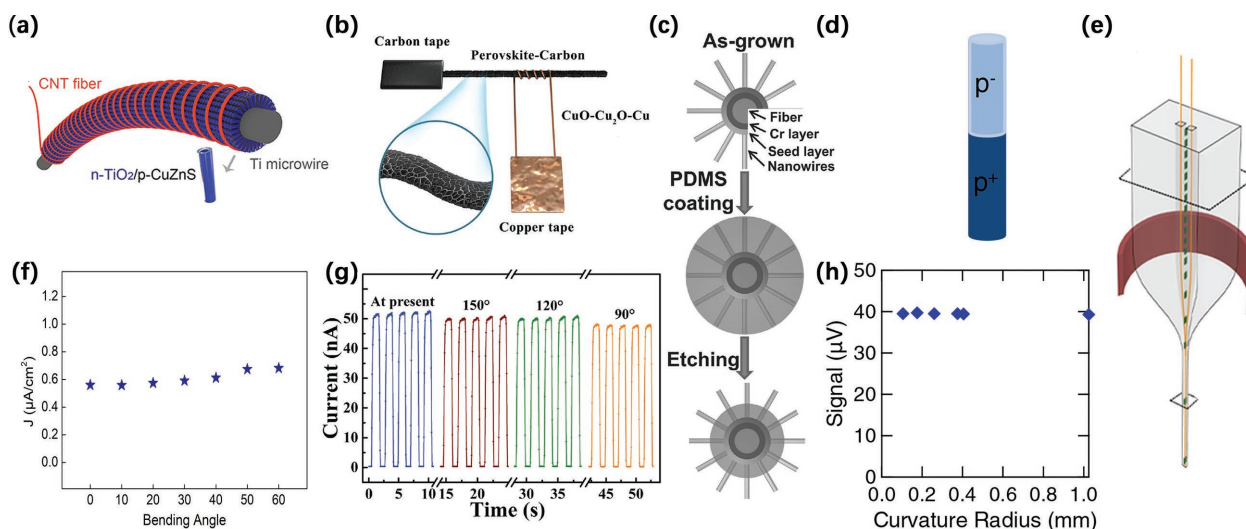 (a)
CNT fiber
Ti microwire
n-TiO2/p-CuZnS
(b)
Carbon tape
Perovskite-Carbon
CuO-Cu2O-Cu
Copper tape
(c)
As-grown
Fiber
Cr layer
Seed layer
Nanowires
PDMS
coating
Etching
(d)
p-
p+
(e)
(f)
J (μA/cm²)
1.2
1.0
0.8
0.6
0.4
0.2
0.0
0 10 20 30 40 50 60
Bending Angle
(g)
Current (nA)
70
60
50
40
30
20
10
0
At present
150°
120°
90°
0 5 10 15 20 30 35 45 50
Time (s)
(h)
Signal (μV)
50
40
30
20
10
0
0.0 0.2 0.4 0.6 0.8 1.0
Curvature Radius (mm)